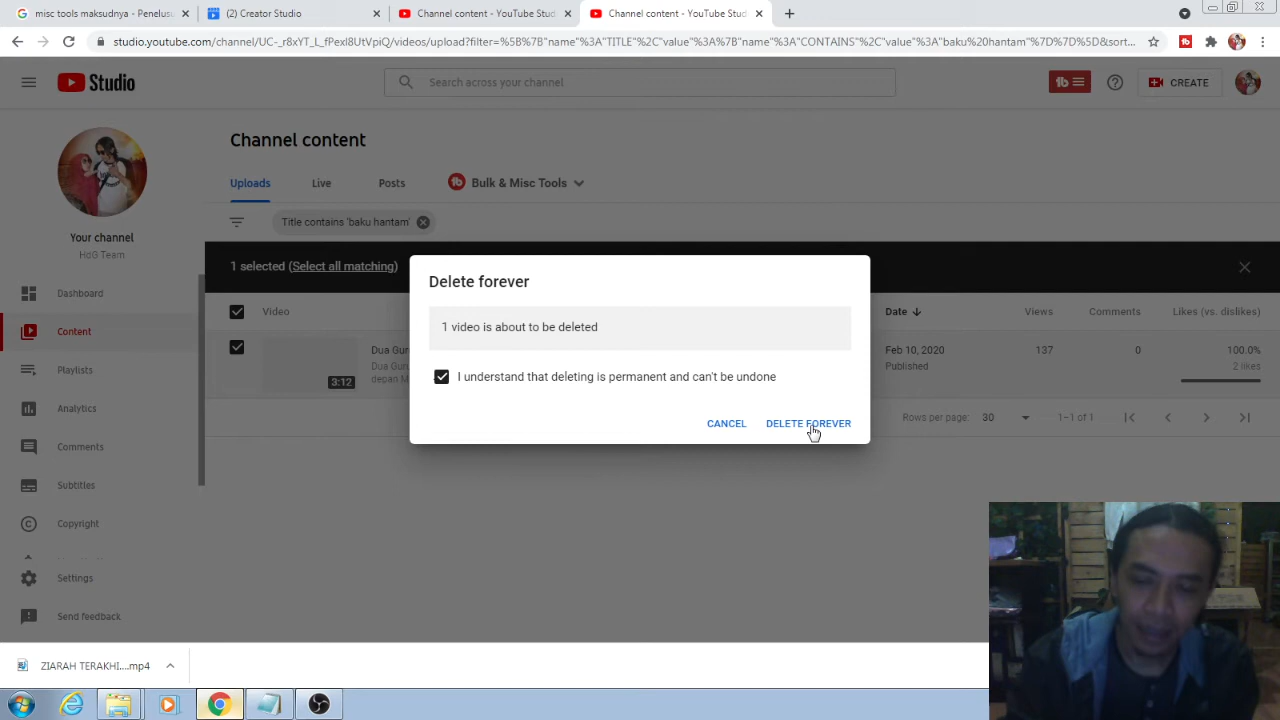 misc tools maksudnya - Penelusu
(2) Creator Studio
Channel content - YouTube Stud
Channel content - YouTube Stud
studio.youtube.com/channel/UC-_r8xYT_L_fPexl8UtVpiQ/videos/upload?filter=%5B%7B"name"%3A"TITLE"%2C"value"%3A%7B"name"%3A"CONTAINS"%2C"value"%3A"baku%20hantam"%7D%7D%5D&sort...
Studio
Search across your channel
CREATE
Channel content
Uploads
Live
Posts
Bulk & Misc Tools
Title contains 'baku hantam'
Your channel
HdG Team
1 selected (Select all matching)
Delete forever
1 video is about to be deleted
I understand that deleting is permanent and can't be undone
CANCEL
DELETE FOREVER
Video
Date
Views
Comments
Likes (vs. dislikes)
3:12
Dua Gur
Dua Guru
depan M
Feb 10, 2020
Published
137
0
100.0%
2 likes
Rows per page:
30
1–1 of 1
Dashboard
Content
Playlists
Analytics
Comments
Subtitles
Copyright
Settings
Send feedback
ZIARAH TERAKHI....mp4